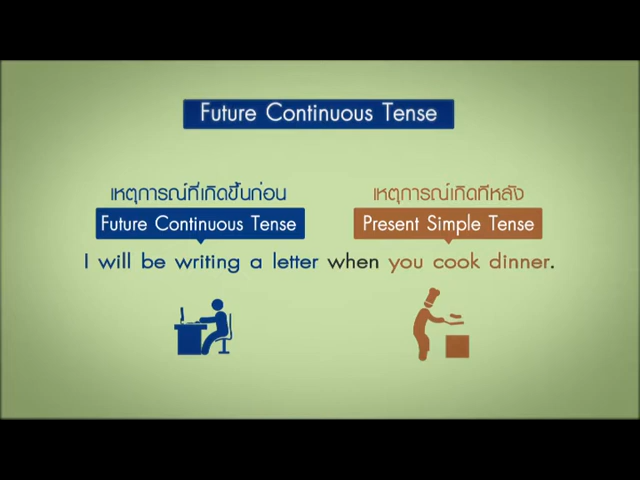 Future Continuous Tense
เหตุการณ์ที่เกิดขึ้นก่อน
เหตุการณ์เกิดทีหลัง
Future Continuous Tense
Present Simple Tense
I will be writing a letter when you cook dinner.